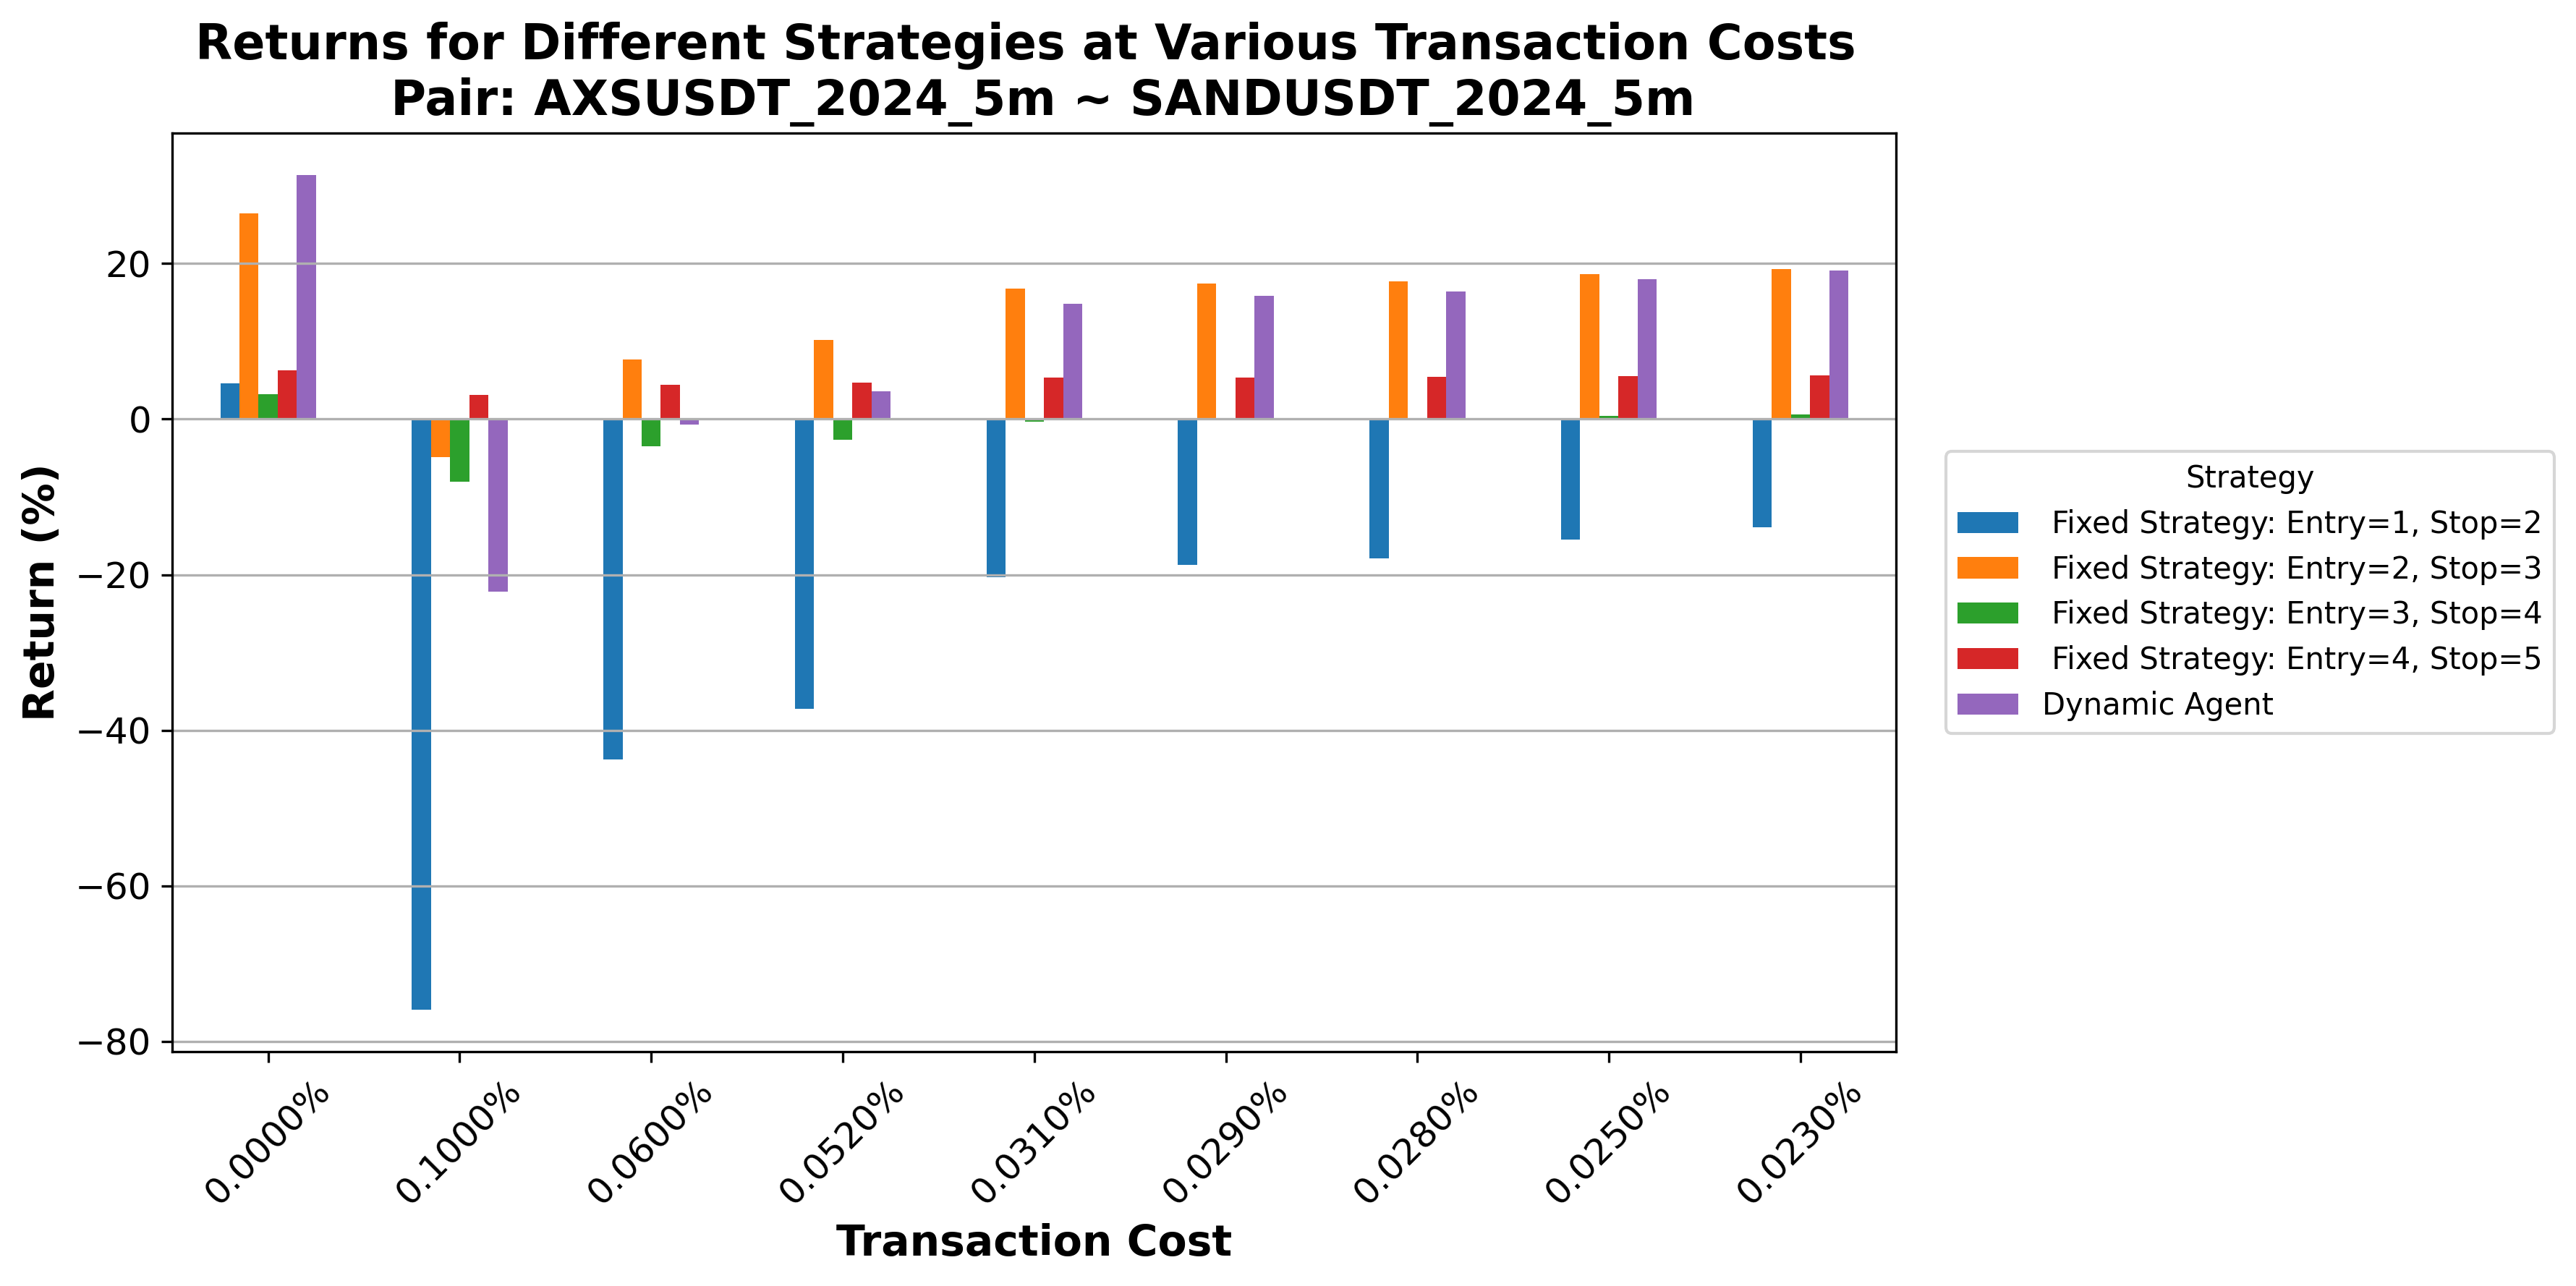 Returns for Different Strategies at Various Transaction Costs
Pair: AXSUSDT_2024_5m ~ SANDUSDT_2024_5m
Return (%)
20
0
−20
−40
−60
−80
0.0000%
0.1000%
0.0600%
0.0520%
0.0310%
0.0290%
0.0280%
0.0250%
0.0230%
Transaction Cost
Strategy
Fixed Strategy: Entry=1, Stop=2
Fixed Strategy: Entry=2, Stop=3
Fixed Strategy: Entry=3, Stop=4
Fixed Strategy: Entry=4, Stop=5
Dynamic Agent